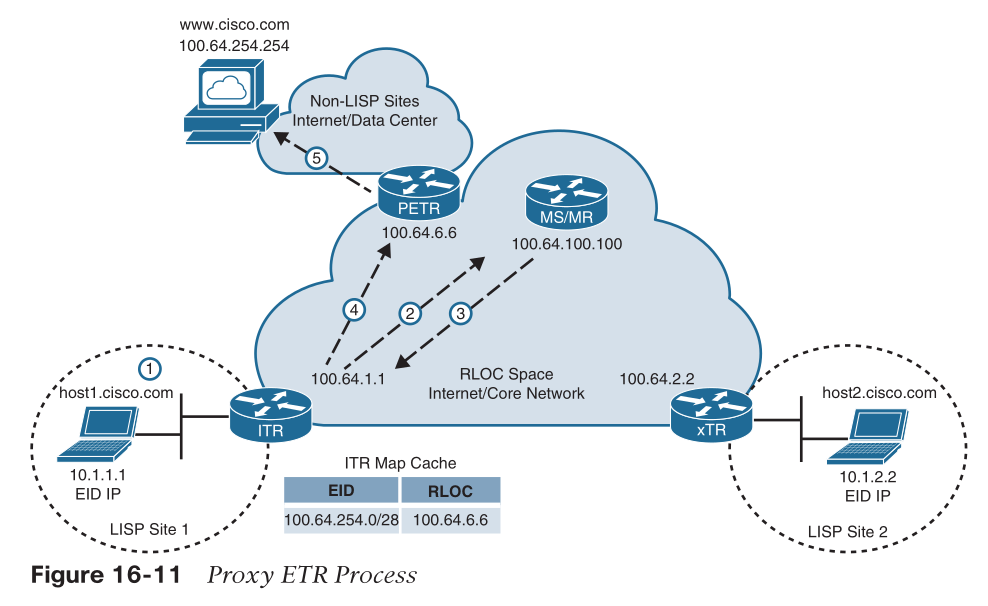 www.cisco.com
100.64.254.254
Non-LISP Sites
Internet/Data Center
5
PETR
100.64.6.6
MS/MR
100.64.100.100
4
2
3
1
host1.cisco.com
10.1.1.1
EID IP
LISP Site 1
100.64.1.1
ITR
RLOC Space
Internet/Core Network
100.64.2.2
xTR
host2.cisco.com
10.1.2.2
EID IP
LISP Site 2
ITR Map Cache
EID RLOC
100.64.254.0/28 100.64.6.6
Figure 16-11 Proxy ETR Process